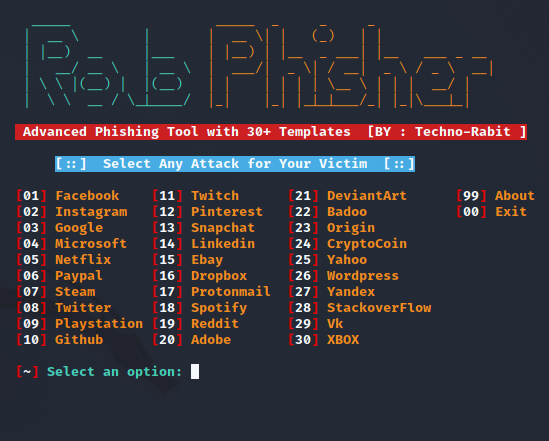 Advanced Phishing Tool with 30+ Templates [BY : Techno-Rabit ]
[::] Select Any Attack for Your Victim [::]
[01] Facebook [11] Twitch [21] DeviantArt [99] About
[02] Instagram [12] Pinterest [22] Badoo [00] Exit
[03] Google [13] Snapchat [23] Origin
[04] Microsoft [14] Linkedin [24] CryptoCoin
[05] Netflix [15] Ebay [25] Yahoo
[06] Paypal [16] Dropbox [26] Wordpress
[07] Steam [17] Protonmail [27] Yandex
[08] Twitter [18] Spotify [28] StackoverFlow
[09] Playstation [19] Reddit [29] Vk
[10] Github [20] Adobe [30] XBOX
[~] Select an option: